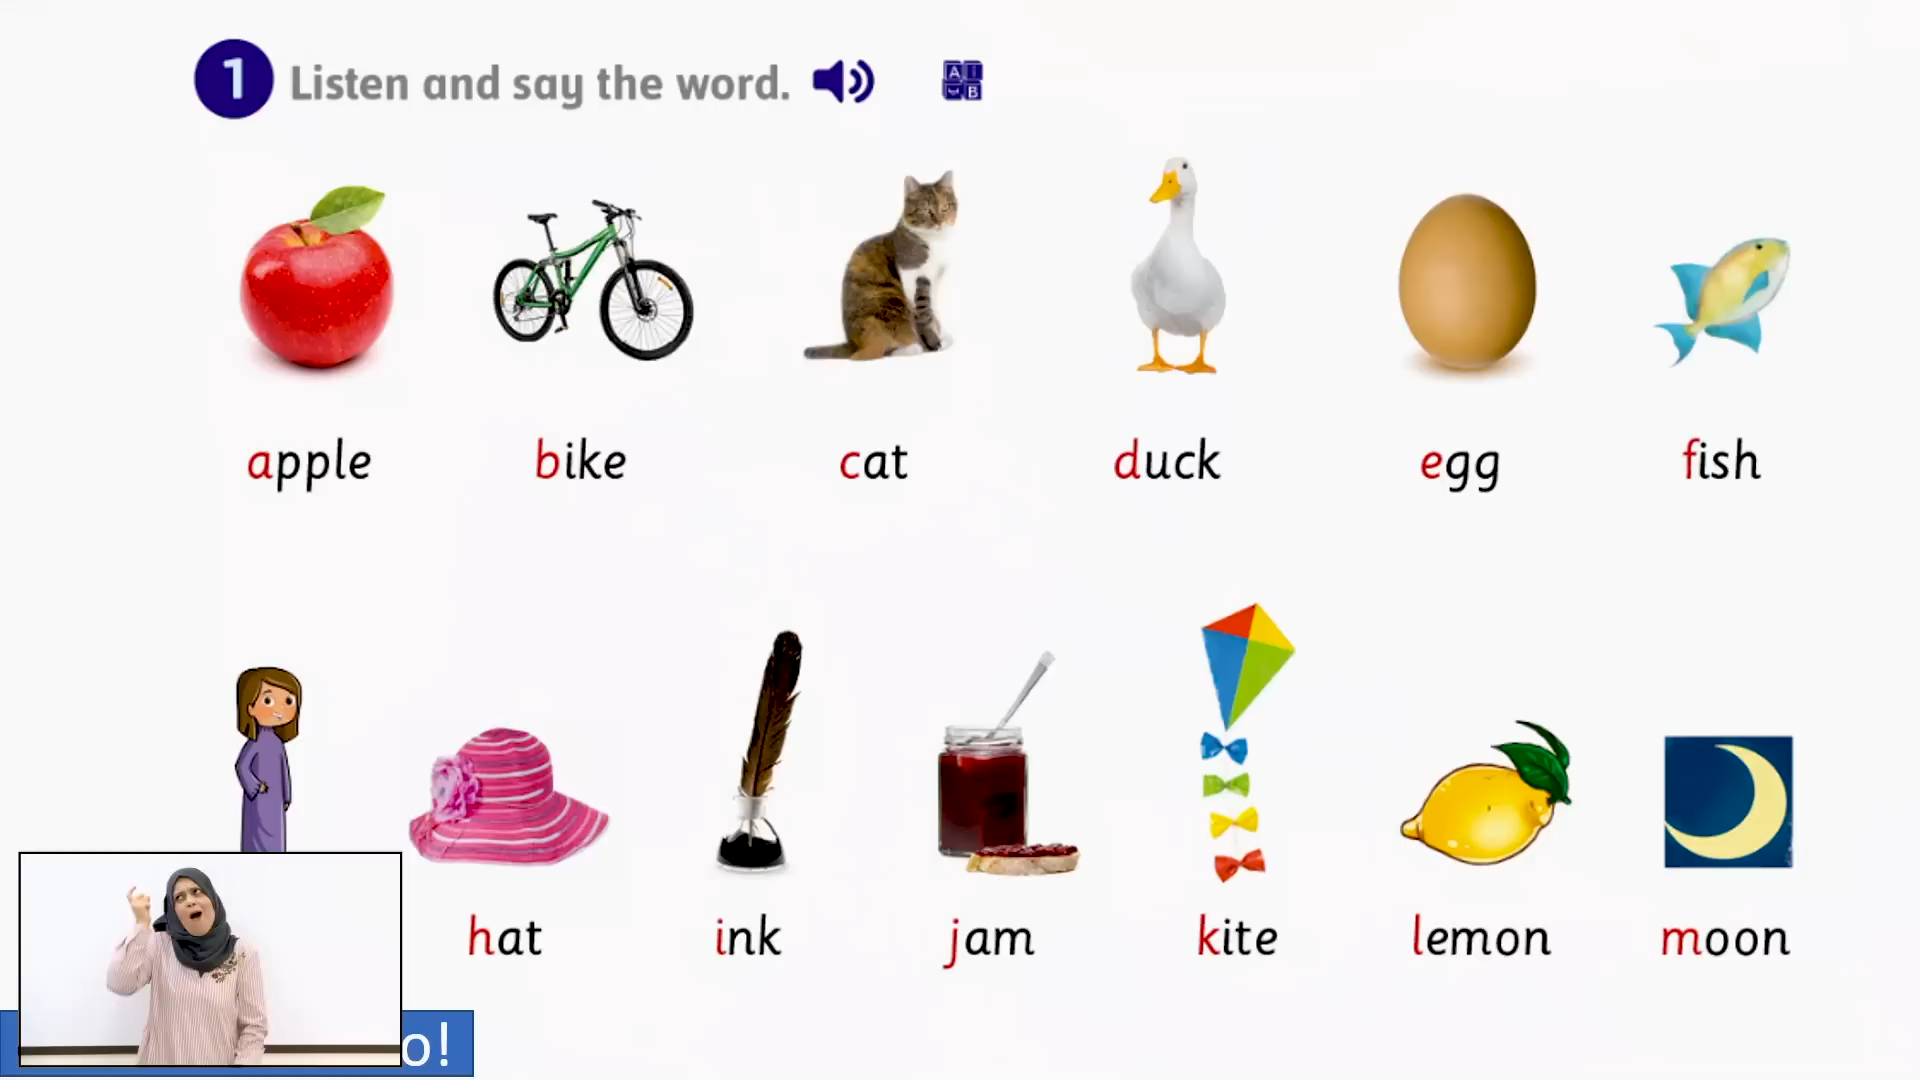 1 Listen and say the word. A B
apple bike cat duck egg fish
hat ink jam kite lemon moon
o!